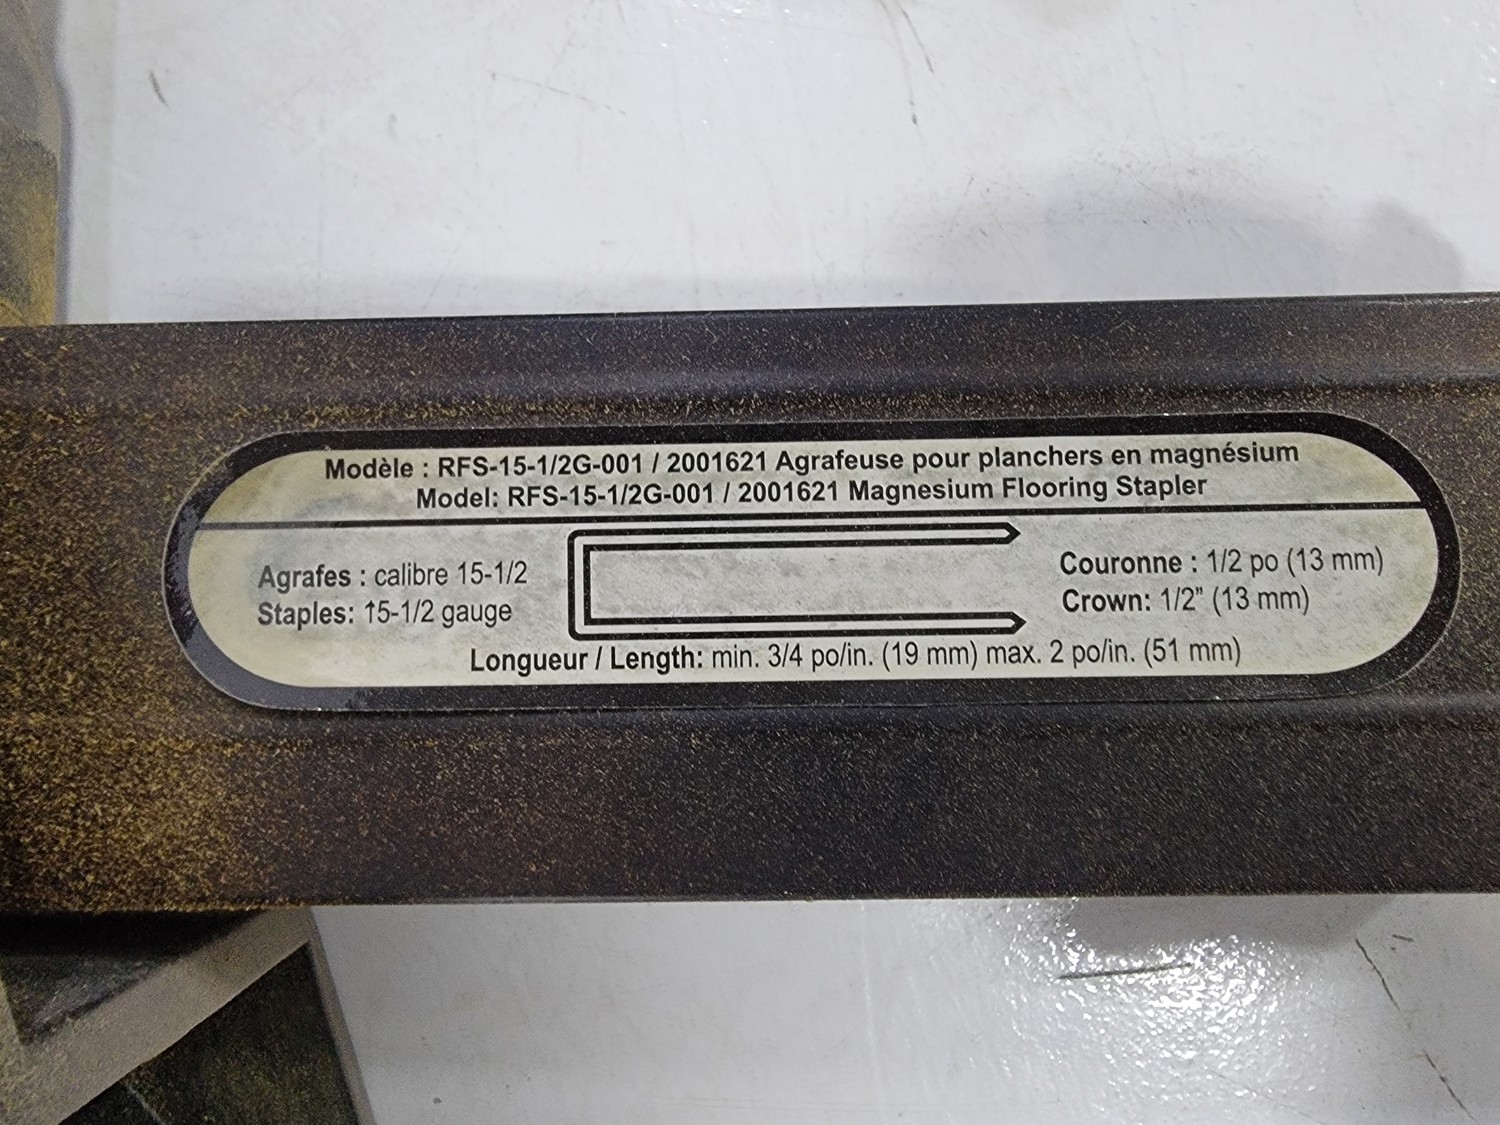 Modèle : RFS-15-1/2G-001 / 2001621 Agrafeuse pour planchers en magnésium
Model: RFS-15-1/2G-001 / 2001621 Magnesium Flooring Stapler
Agrafes : calibre 15-1/2
Staples: 15-1/2 gauge
Couronne : 1/2 po (13 mm)
Crown: 1/2" (13 mm)
Longueur / Length: min. 3/4 po/in. (19 mm) max. 2 po/in. (51 mm)